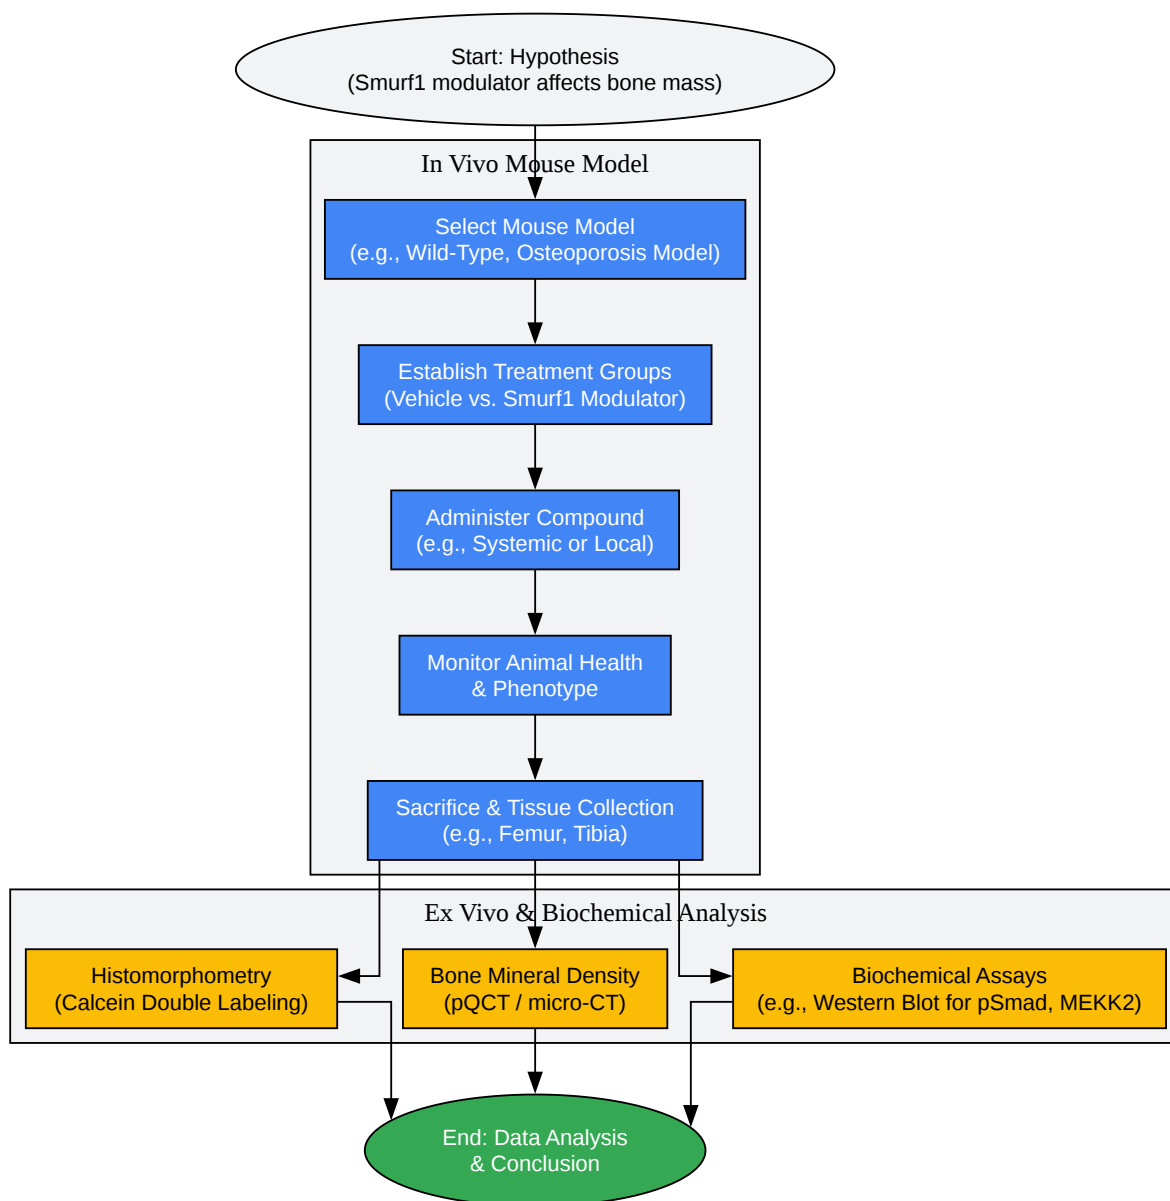 Start: Hypothesis
(Smurf1 modulator affects bone mass)
In Vivo Mouse Model
Select Mouse Model
(e.g., Wild-Type, Osteoporosis Model)
Establish Treatment Groups
(Vehicle vs. Smurf1 Modulator)
Administer Compound
(e.g., Systemic or Local)
Monitor Animal Health
& Phenotype
Sacrifice & Tissue Collection
(e.g., Femur, Tibia)
Ex Vivo & Biochemical Analysis
Histomorphometry
(Calcein Double Labeling)
Bone Mineral Density
(pQCT / micro-CT)
Biochemical Assays
(e.g., Western Blot for pSmad, MEKK2)
End: Data Analysis
& Conclusion